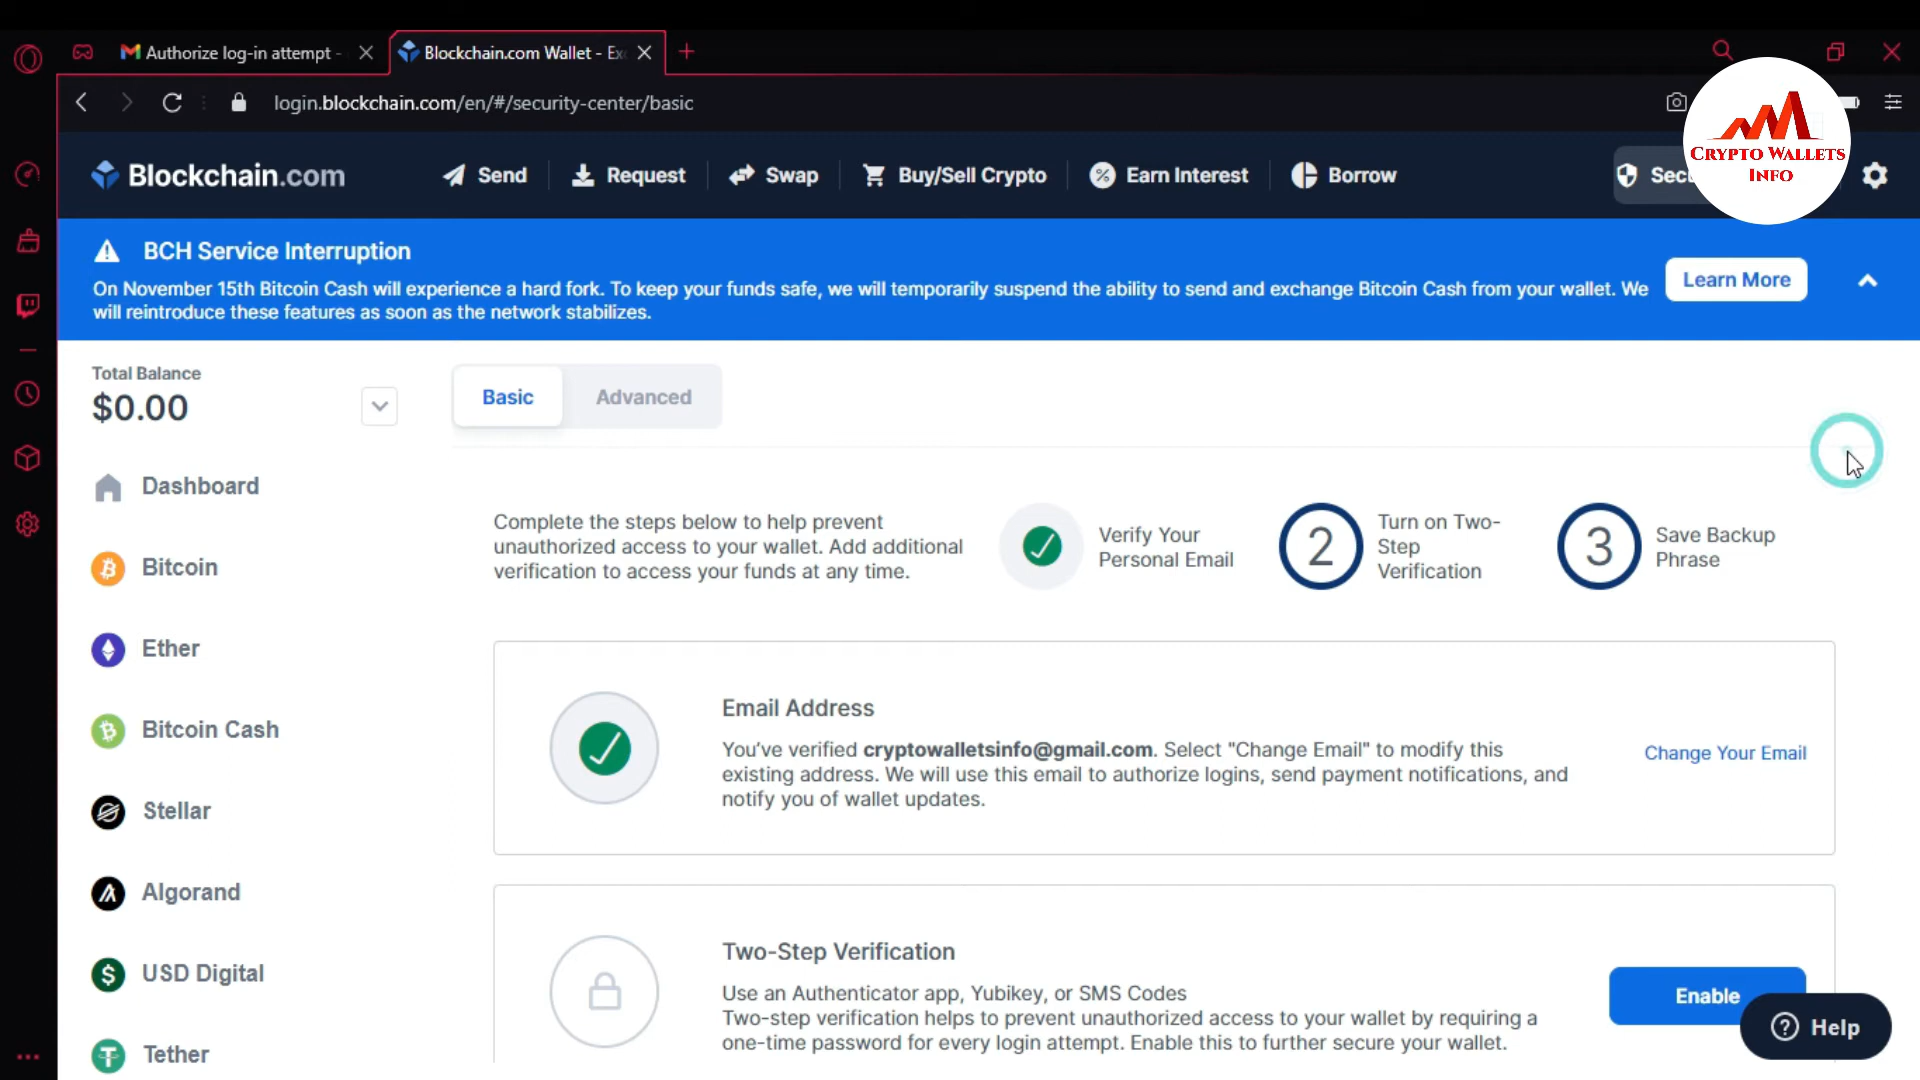 Authorize log-in attempt -
Blockchain.com Wallet - Ex
login.blockchain.com/en/#/security-center/basic
CRYPTO WALLETS
INFO
Blockchain.com
Send
Request
Swap
Buy/Sell Crypto
Earn Interest
Borrow
BCH Service Interruption
On November 15th Bitcoin Cash will experience a hard fork. To keep your funds safe, we will temporarily suspend the ability to send and exchange Bitcoin Cash from your wallet. We
will reintroduce these features as soon as the network stabilizes.
Learn More
Total Balance
$0.00
Basic
Advanced
Dashboard
Bitcoin
Ether
Bitcoin Cash
Stellar
Algorand
USD Digital
Tether
Complete the steps below to help prevent
unauthorized access to your wallet. Add additional
verification to access your funds at any time.
Verify Your
Personal Email
2
Turn on Two-
Step
Verification
3
Save Backup
Phrase
Email Address
You've verified cryptowalletsinfo@gmail.com. Select "Change Email" to modify this
existing address. We will use this email to authorize logins, send payment notifications, and
notify you of wallet updates.
Change Your Email
Two-Step Verification
Use an Authenticator app, Yubikey, or SMS Codes
Two-step verification helps to prevent unauthorized access to your wallet by requiring a
one-time password for every login attempt. Enable this to further secure your wallet.
Enable
Help